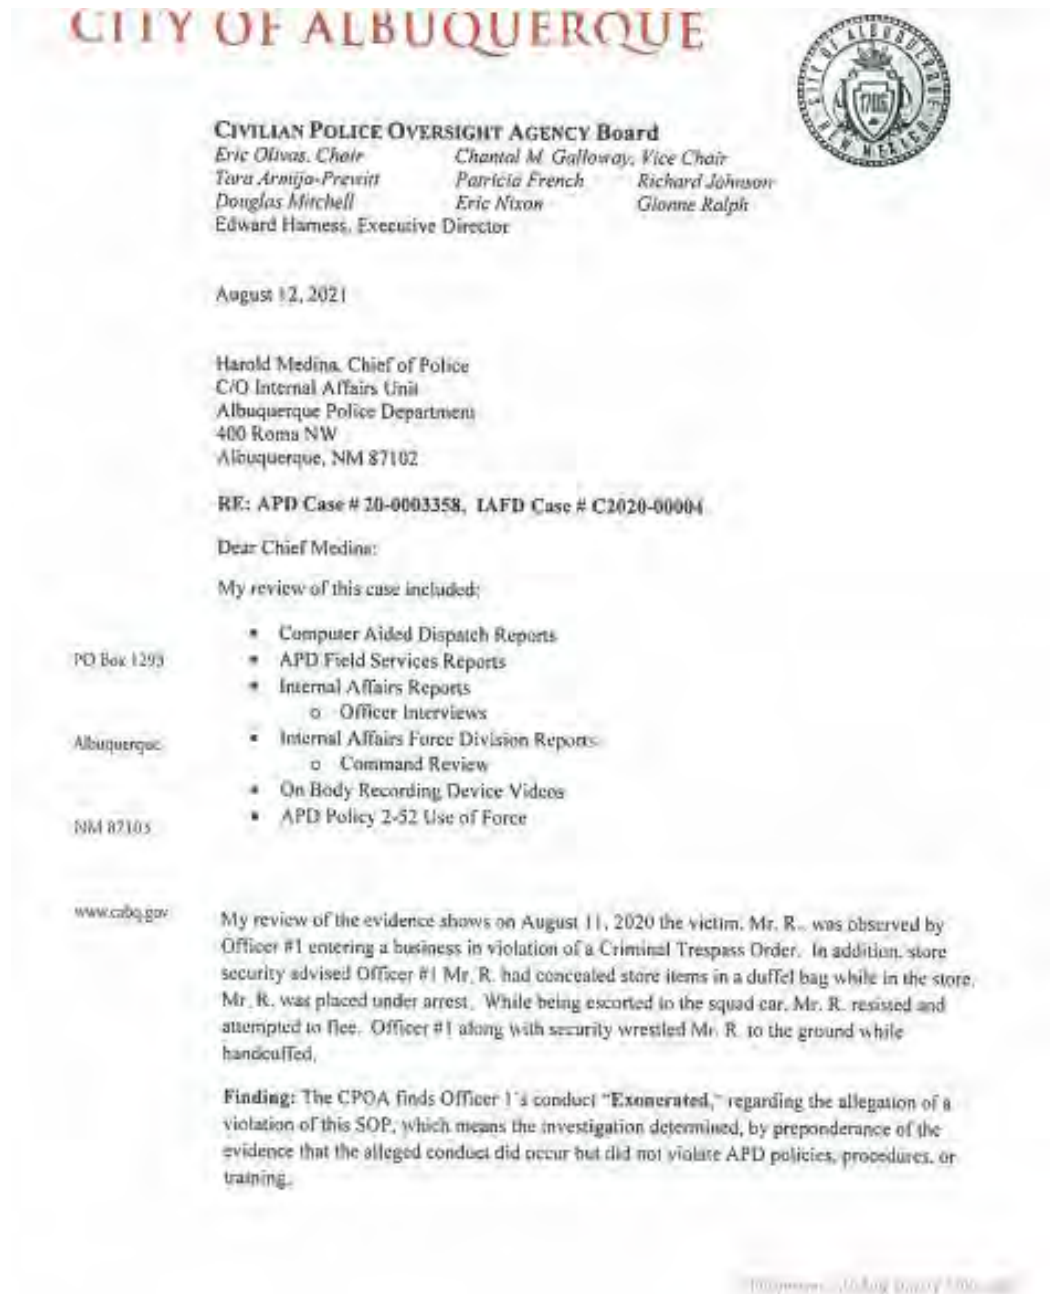 CITY OF ALBUQUERQUE
CITY OF ALBUQUERQUE
1706
NEW MEXICO
CIVILIAN POLICE OVERSIGHT AGENCY Board
Eric Olivas, Chair Chantal M. Galloway, Vice Chair
Tara Armijo-Prewitt Patricia French Richard Johnson
Douglas Mitchell Eric Nixon Gionne Ralph
Edward Harness, Executive Director
August 12, 2021
Harold Medina, Chief of Police
C/O Internal Affairs Unit
Albuquerque Police Department
400 Roma NW
Albuquerque, NM 87102
RE: APD Case # 20-0003358, IAFD Case # C2020-00004
Dear Chief Medina:
My review of this case included:
• Computer Aided Dispatch Reports
• APD Field Services Reports
• Internal Affairs Reports
o Officer Interviews
• Internal Affairs Force Division Reports
o Command Review
• On Body Recording Device Videos
• APD Policy 2-52 Use of Force
PO Box 1293
Albuquerque
NM 87103
www.cabq.gov
My review of the evidence shows on August 11, 2020 the victim, Mr. R., was observed by
Officer #1 entering a business in violation of a Criminal Trespass Order. In addition, store
security advised Officer #1 Mr. R. had concealed store items in a duffel bag while in the store.
Mr. R. was placed under arrest. While being escorted to the squad car, Mr. R. resisted and
attempted to flee. Officer #1 along with security wrestled Mr. R. to the ground while
handcuffed.
Finding: The CPOA finds Officer 1's conduct "Exonerated," regarding the allegation of a
violation of this SOP, which means the investigation determined, by preponderance of the
evidence that the alleged conduct did occur but did not violate APD policies, procedures, or
training.